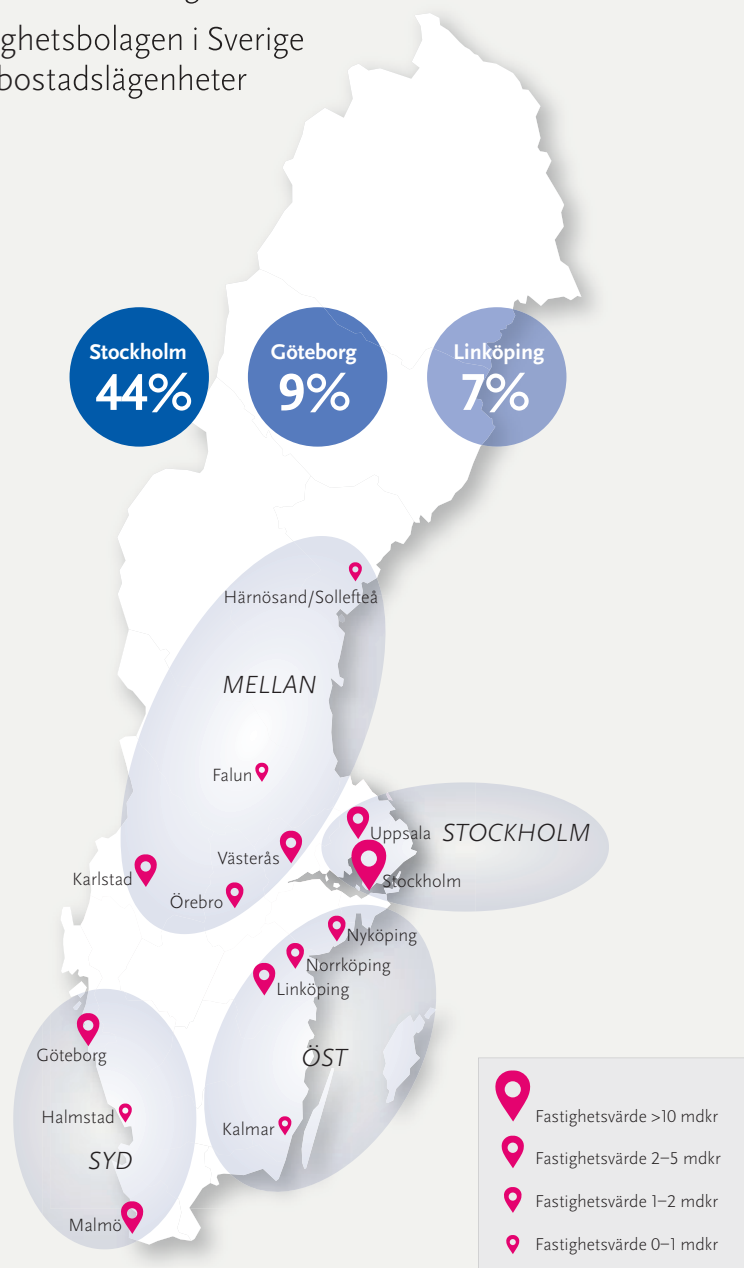 ghetsbolagen i Sverige
bostadslägenheter
Stockholm
44%
Göteborg
9%
Linköping
7%
Härnösand/Sollefteå
MELLAN
Falun
Uppsala
STOCKHOLM
Västerås
Karlstad
Stockholm
Örebro
Nyköping
Norrköping
Linköping
Göteborg
ÖST
Halmstad
Kalmar
SYD
Malmö
Fastighetsvärde >10 mdkr
Fastighetsvärde 2–5 mdkr
Fastighetsvärde 1–2 mdkr
Fastighetsvärde 0–1 mdkr